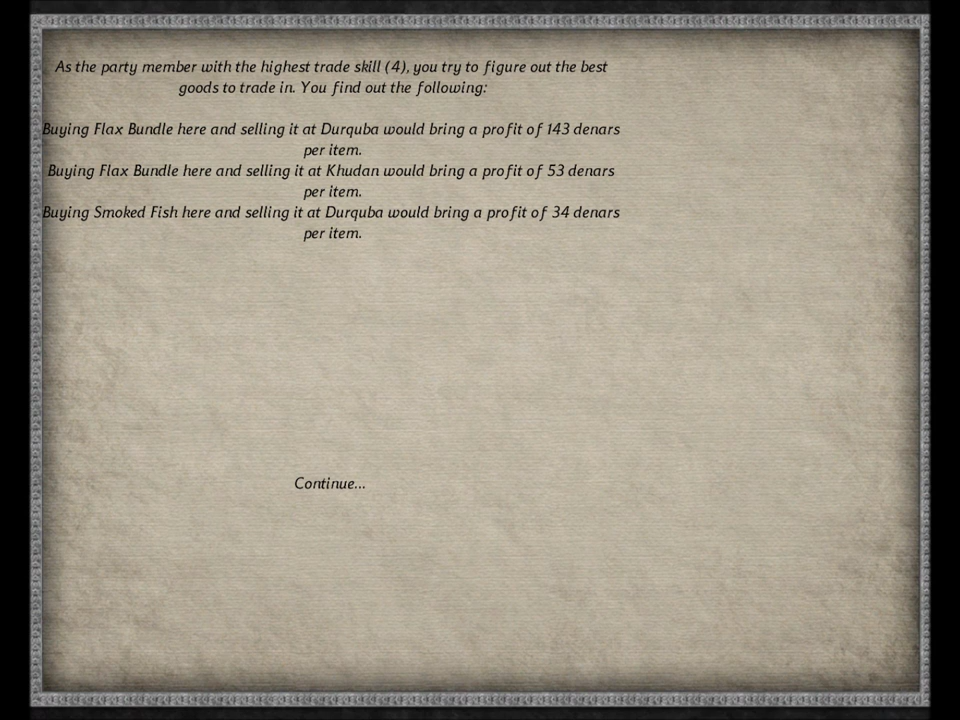 As the party member with the highest trade skill (4), you try to figure out the best
goods to trade in. You find out the following:
Buying Flax Bundle here and selling it at Durquba would bring a profit of 143 denars
per item.
Buying Flax Bundle here and selling it at Khudan would bring a profit of 53 denars
per item.
Buying Smoked Fish here and selling it at Durquba would bring a profit of 34 denars
per item.
Continue...